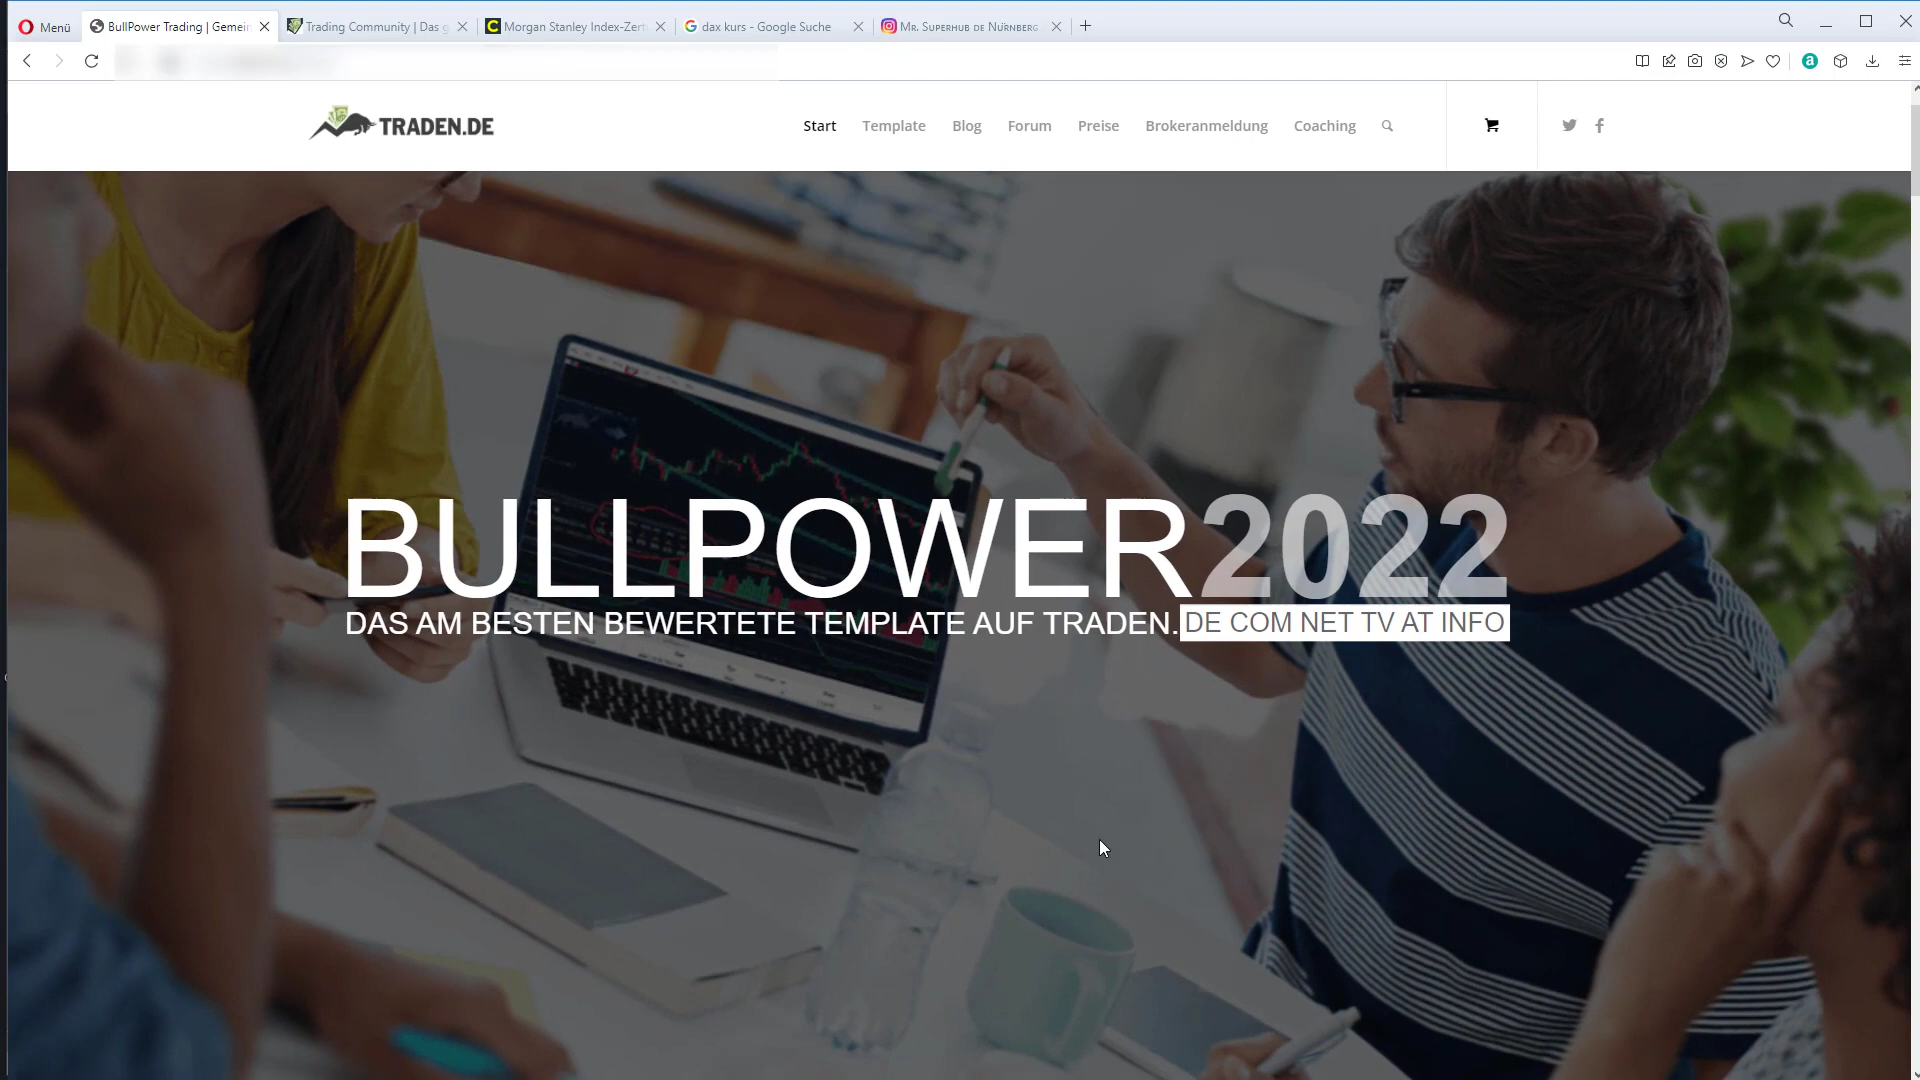 Menü
BullPower Trading | Gemein
Trading Community | Das g
Morgan Stanley Index-Zert
dax kurs - Google Suche
Mr. Superhub de Nürnberg
TRADEN.DE
Start
Template
Blog
Forum
Preise
Brokeranmeldung
Coaching
BULLPOWER2022
DAS AM BESTEN BEWERTETE TEMPLATE AUF TRADEN. DE COM NET TV AT INFO